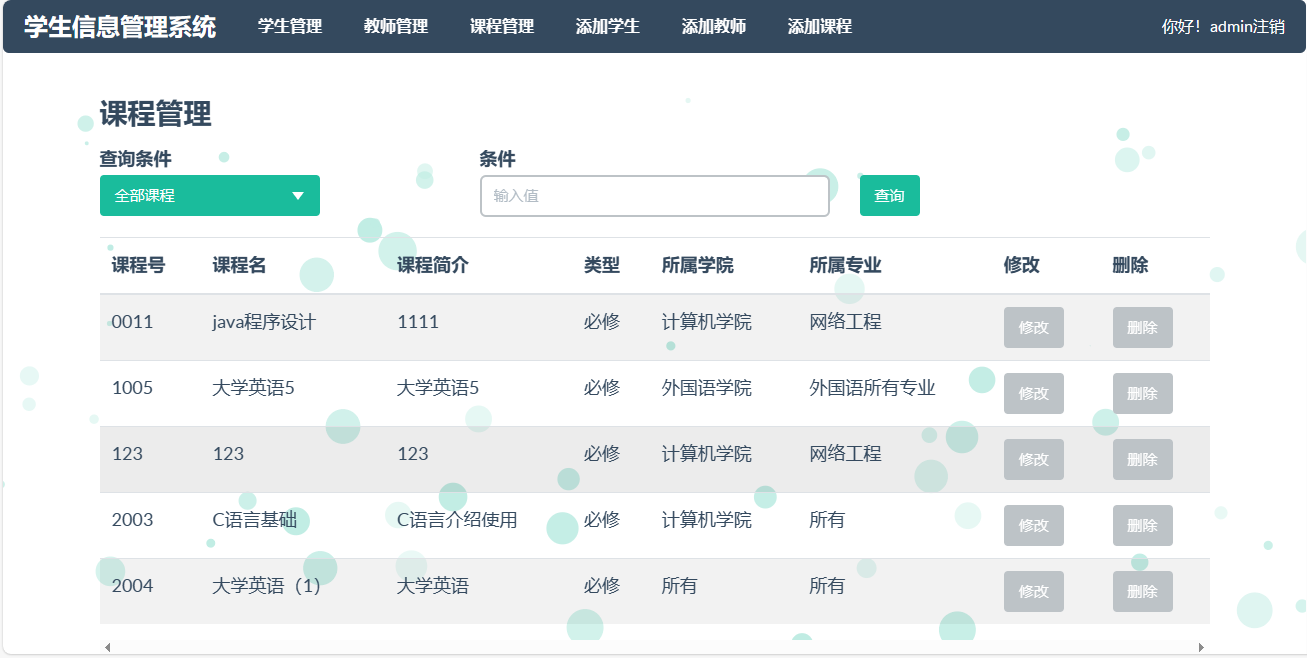 学生信息管理系统 学生管理 教师管理 课程管理 添加学生 添加教师 添加课程 你好！admin注销
课程管理
查询条件 条件
全部课程 输入值 查询
课程号 课程名 课程简介 类型 所属学院 所属专业 修改 删除
0011 java程序设计 1111 必修 计算机学院 网络工程 修改 删除
1005 大学英语5 大学英语5 必修 外国语学院 外国语所有专业 修改 删除
123 123 123 必修 计算机学院 网络工程 修改 删除
2003 C语言基础 C语言介绍使用 必修 计算机学院 所有 修改 删除
2004 大学英语（1） 大学英语 必修 所有 所有 修改 删除